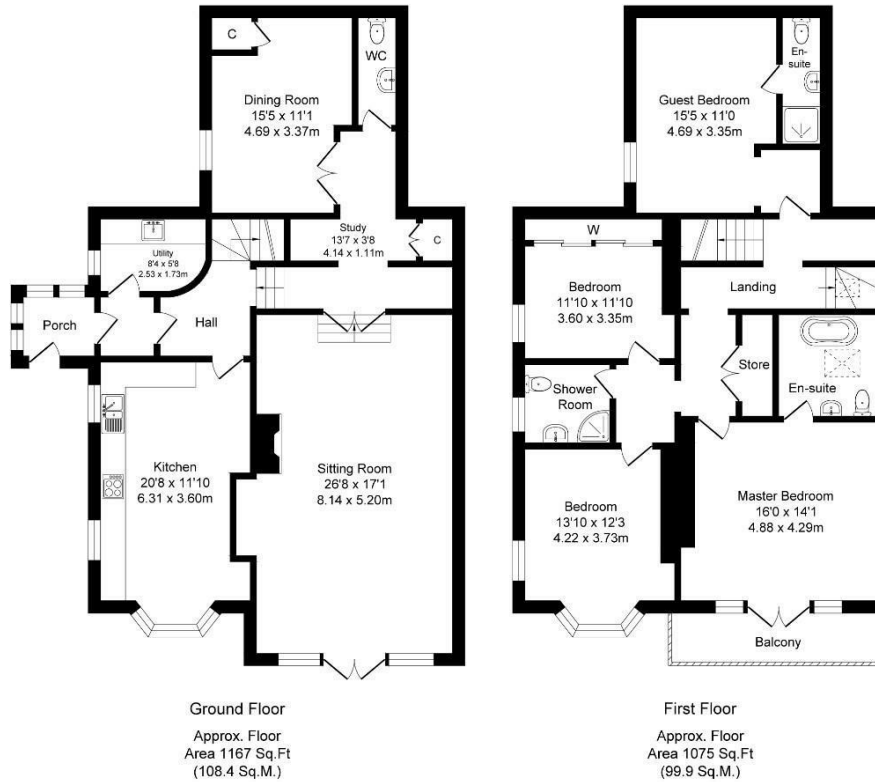 C
WC
Dining Room
15'5 x 11'1
4.69 x 3.37m
Study
13'7 x 3'8
4.14 x 1.11m
C
Utility
8'4 x 5'8
2.53 x 1.73m
Porch
Hall
Kitchen
20'8 x 11'10
6.31 x 3.60m
Sitting Room
26'8 x 17'1
8.14 x 5.20m
Ground Floor
Approx. Floor
Area 1167 Sq.Ft
(108.4 Sq.M.)
En-
suite
Guest Bedroom
15'5 x 11'0
4.69 x 3.35m
W
Bedroom
11'10 x 11'10
3.60 x 3.35m
Landing
Store
En-suite
Shower
Room
Bedroom
13'10 x 12'3
4.22 x 3.73m
Master Bedroom
16'0 x 14'1
4.88 x 4.29m
Balcony
First Floor
Approx. Floor
Area 1075 Sq.Ft
(99.9 Sq.M.)